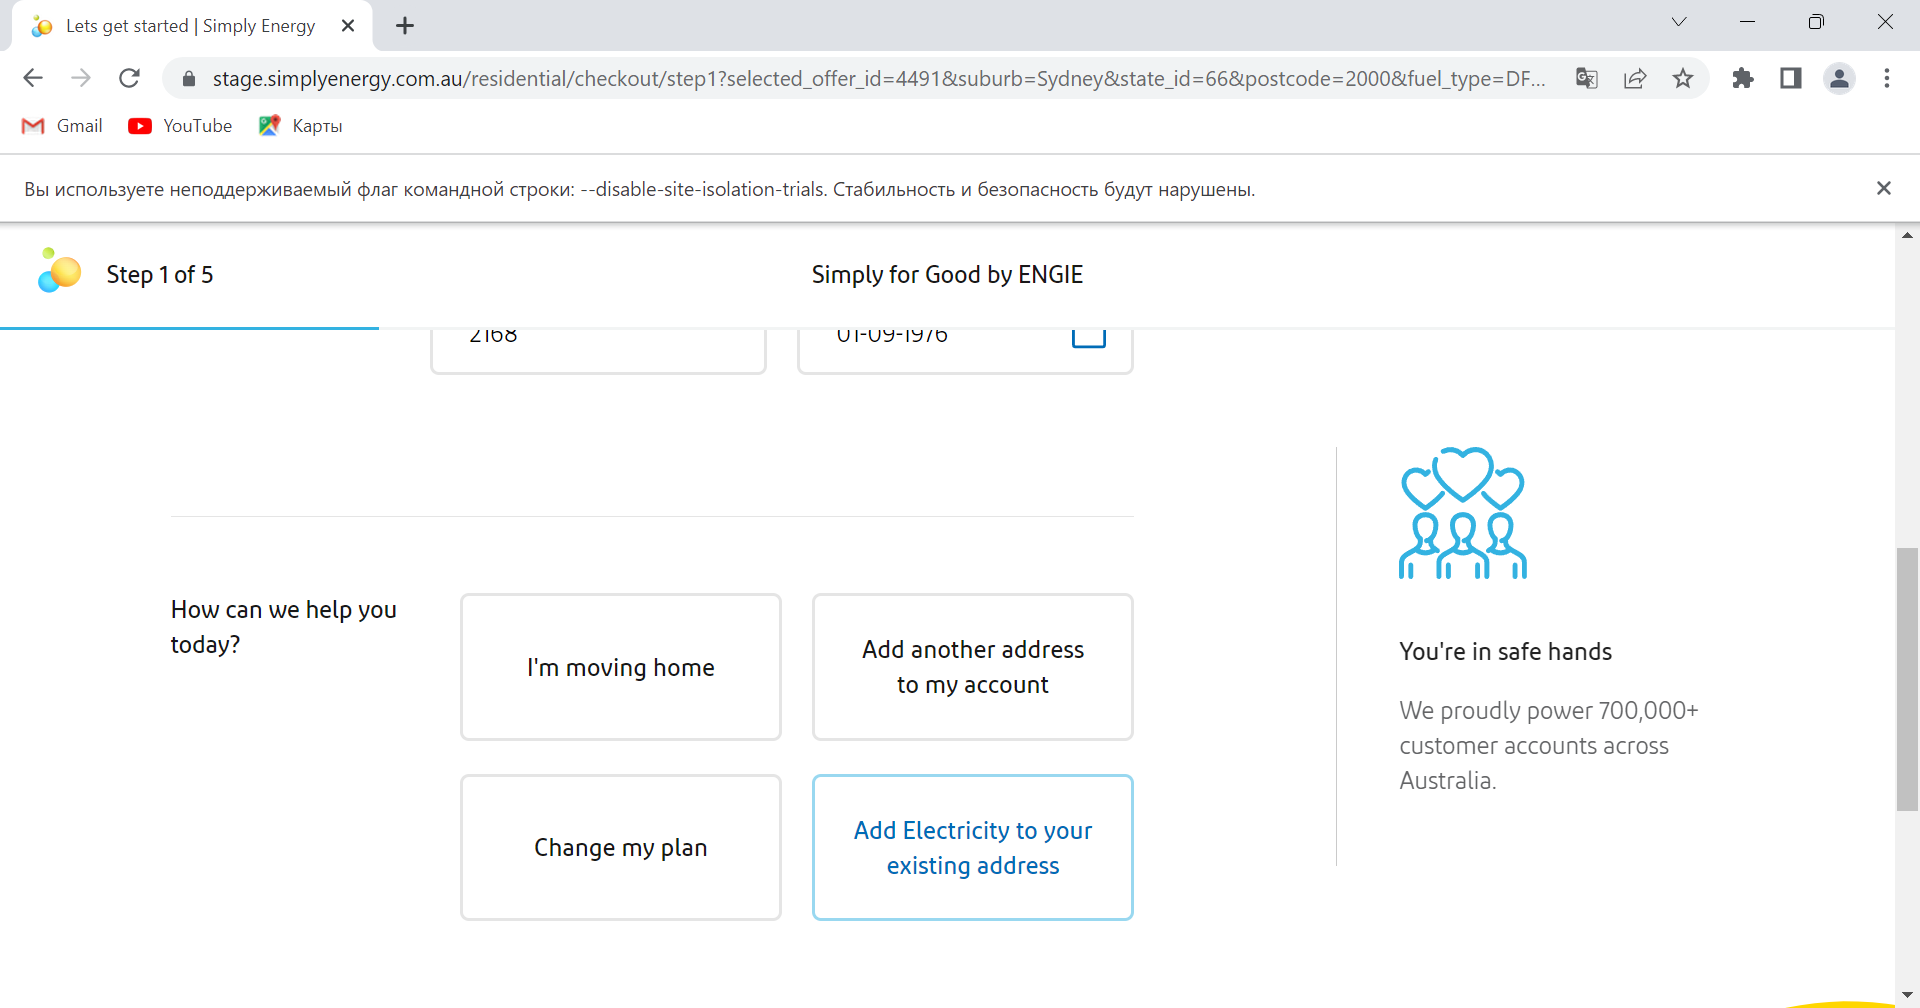 Lets get started | Simply Energy
stage.simplyenergy.com.au/residential/checkout/step1?selected_offer_id=4491&suburb=Sydney&state_id=66&postcode=2000&fuel_type=DF...
Gmail
YouTube
Карты
Вы используете неподдерживаемый флаг командной строки: --disable-site-isolation-trials. Стабильность и безопасность будут нарушены.
Step 1 of 5
Simply for Good by ENGIE
2168
01-09-1976
How can we help you
today?
I'm moving home
Add another address
to my account
Change my plan
Add Electricity to your
existing address
You're in safe hands
We proudly power 700,000+
customer accounts across
Australia.